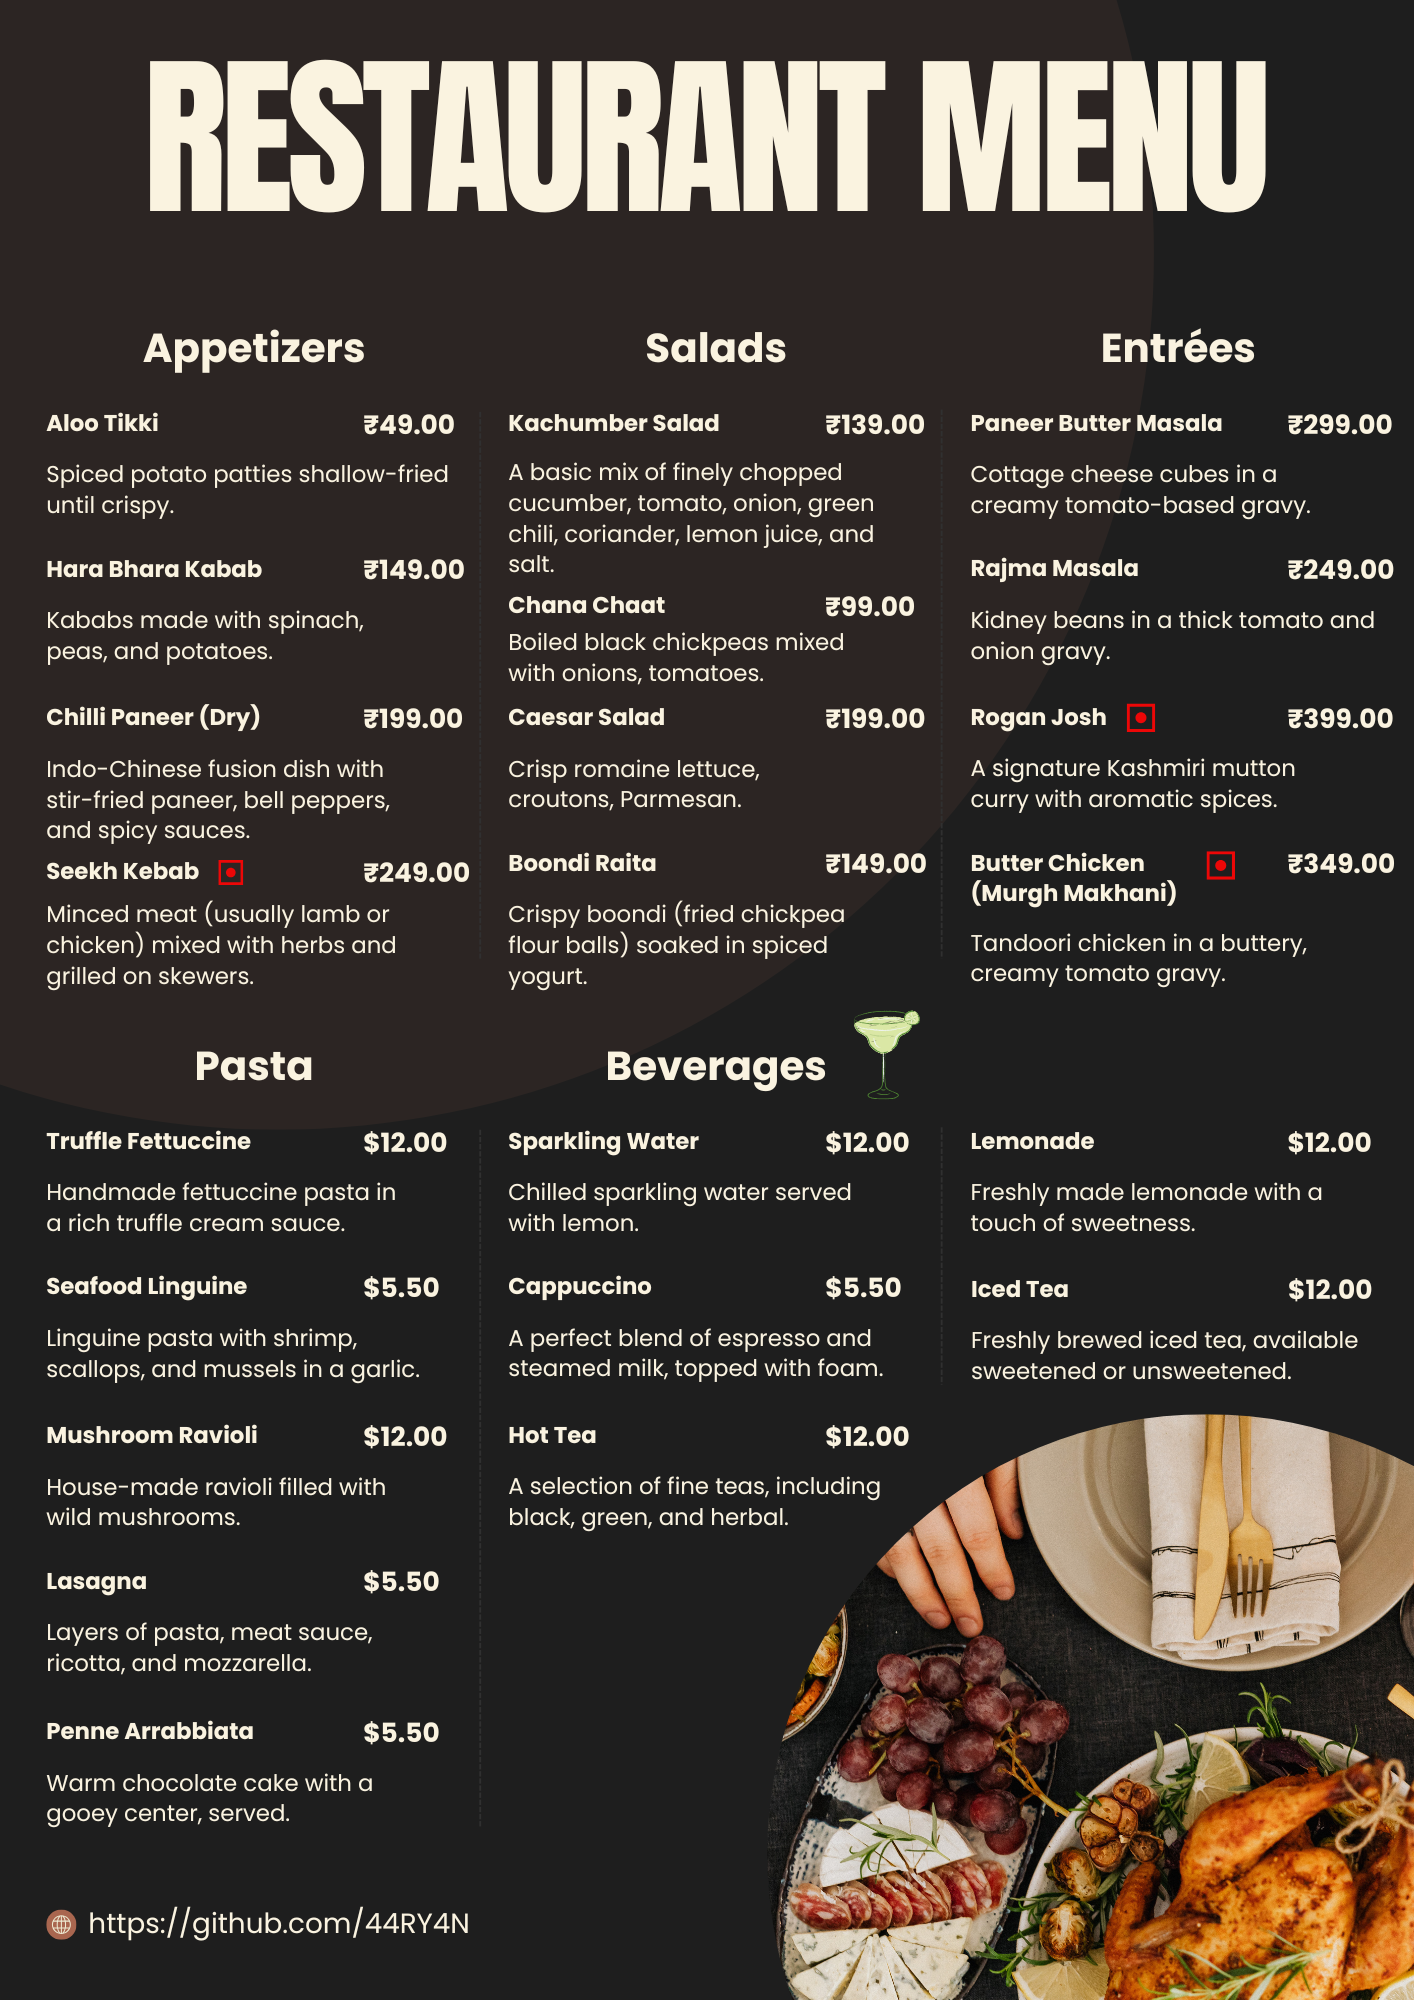 RESTAURANT MENU
Appetizers
Aloo Tikki ₹49.00
Spiced potato patties shallow-fried
until crispy.
Hara Bhara Kabab ₹149.00
Kababs made with spinach,
peas, and potatoes.
Chilli Paneer (Dry) ₹199.00
Indo-Chinese fusion dish with
stir-fried paneer, bell peppers,
and spicy sauces.
Seekh Kebab ₹249.00
Minced meat (usually lamb or
chicken) mixed with herbs and
grilled on skewers.
Salads
Kachumber Salad ₹139.00
A basic mix of finely chopped
cucumber, tomato, onion, green
chili, coriander, lemon juice, and
salt.
Chana Chaat ₹99.00
Boiled black chickpeas mixed
with onions, tomatoes.
Caesar Salad ₹199.00
Crisp romaine lettuce,
croutons, Parmesan.
Boondi Raita ₹149.00
Crispy boondi (fried chickpea
flour balls) soaked in spiced
yogurt.
Entrées
Paneer Butter Masala ₹299.00
Cottage cheese cubes in a
creamy tomato-based gravy.
Rajma Masala ₹249.00
Kidney beans in a thick tomato and
onion gravy.
Rogan Josh ₹399.00
A signature Kashmiri mutton
curry with aromatic spices.
Butter Chicken ₹349.00
(Murgh Makhani)
Tandoori chicken in a buttery,
creamy tomato gravy.
Pasta
Truffle Fettuccine $12.00
Handmade fettuccine pasta in
a rich truffle cream sauce.
Seafood Linguine $5.50
Linguine pasta with shrimp,
scallops, and mussels in a garlic.
Mushroom Ravioli $12.00
House-made ravioli filled with
wild mushrooms.
Lasagna $5.50
Layers of pasta, meat sauce,
ricotta, and mozzarella.
Penne Arrabbiata $5.50
Warm chocolate cake with a
gooey center, served.
Beverages
Sparkling Water $12.00
Chilled sparkling water served
with lemon.
Cappuccino $5.50
A perfect blend of espresso and
steamed milk, topped with foam.
Hot Tea $12.00
A selection of fine teas, including
black, green, and herbal.
Lemonade $12.00
Freshly made lemonade with a
touch of sweetness.
Iced Tea $12.00
Freshly brewed iced tea, available
sweetened or unsweetened.
https://github.com/44RY4N